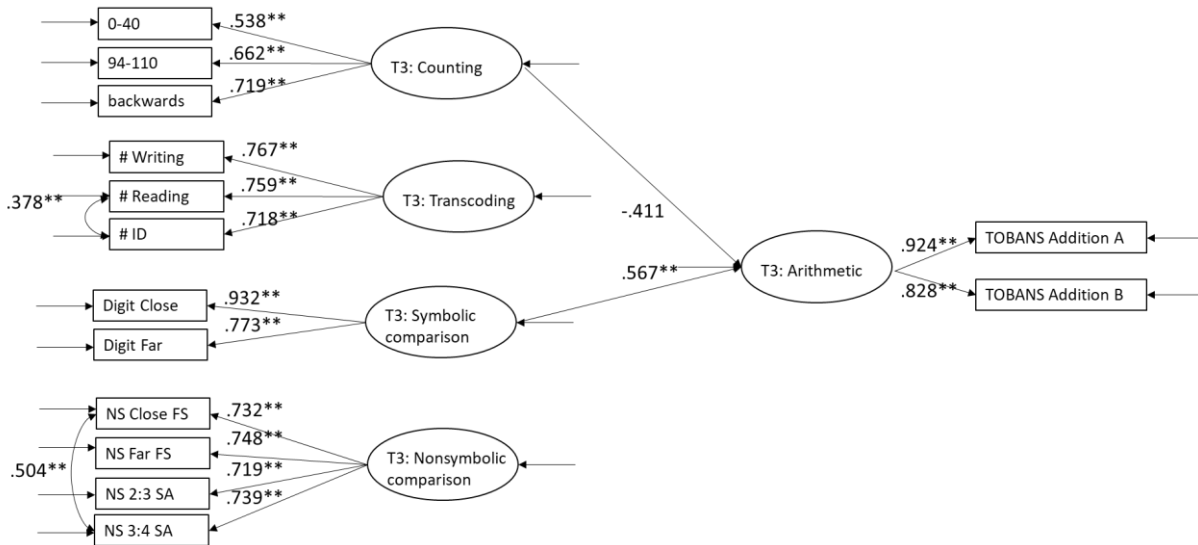 0-40
.538**
94-110
.662**
T3: Counting
backwards
.719**
# Writing
.767**
# Reading
.759**
T3: Transcoding
.378**
# ID
.718**
-.411
TOBANS Addition A
.924**
.567**
T3: Arithmetic
.828**
TOBANS Addition B
Digit Close
.932**
T3: Symbolic
comparison
Digit Far
.773**
NS Close FS
.732**
NS Far FS
.748**
T3: Nonsymbolic
comparison
.504**
.719**
NS 2:3 SA
.739**
NS 3:4 SA